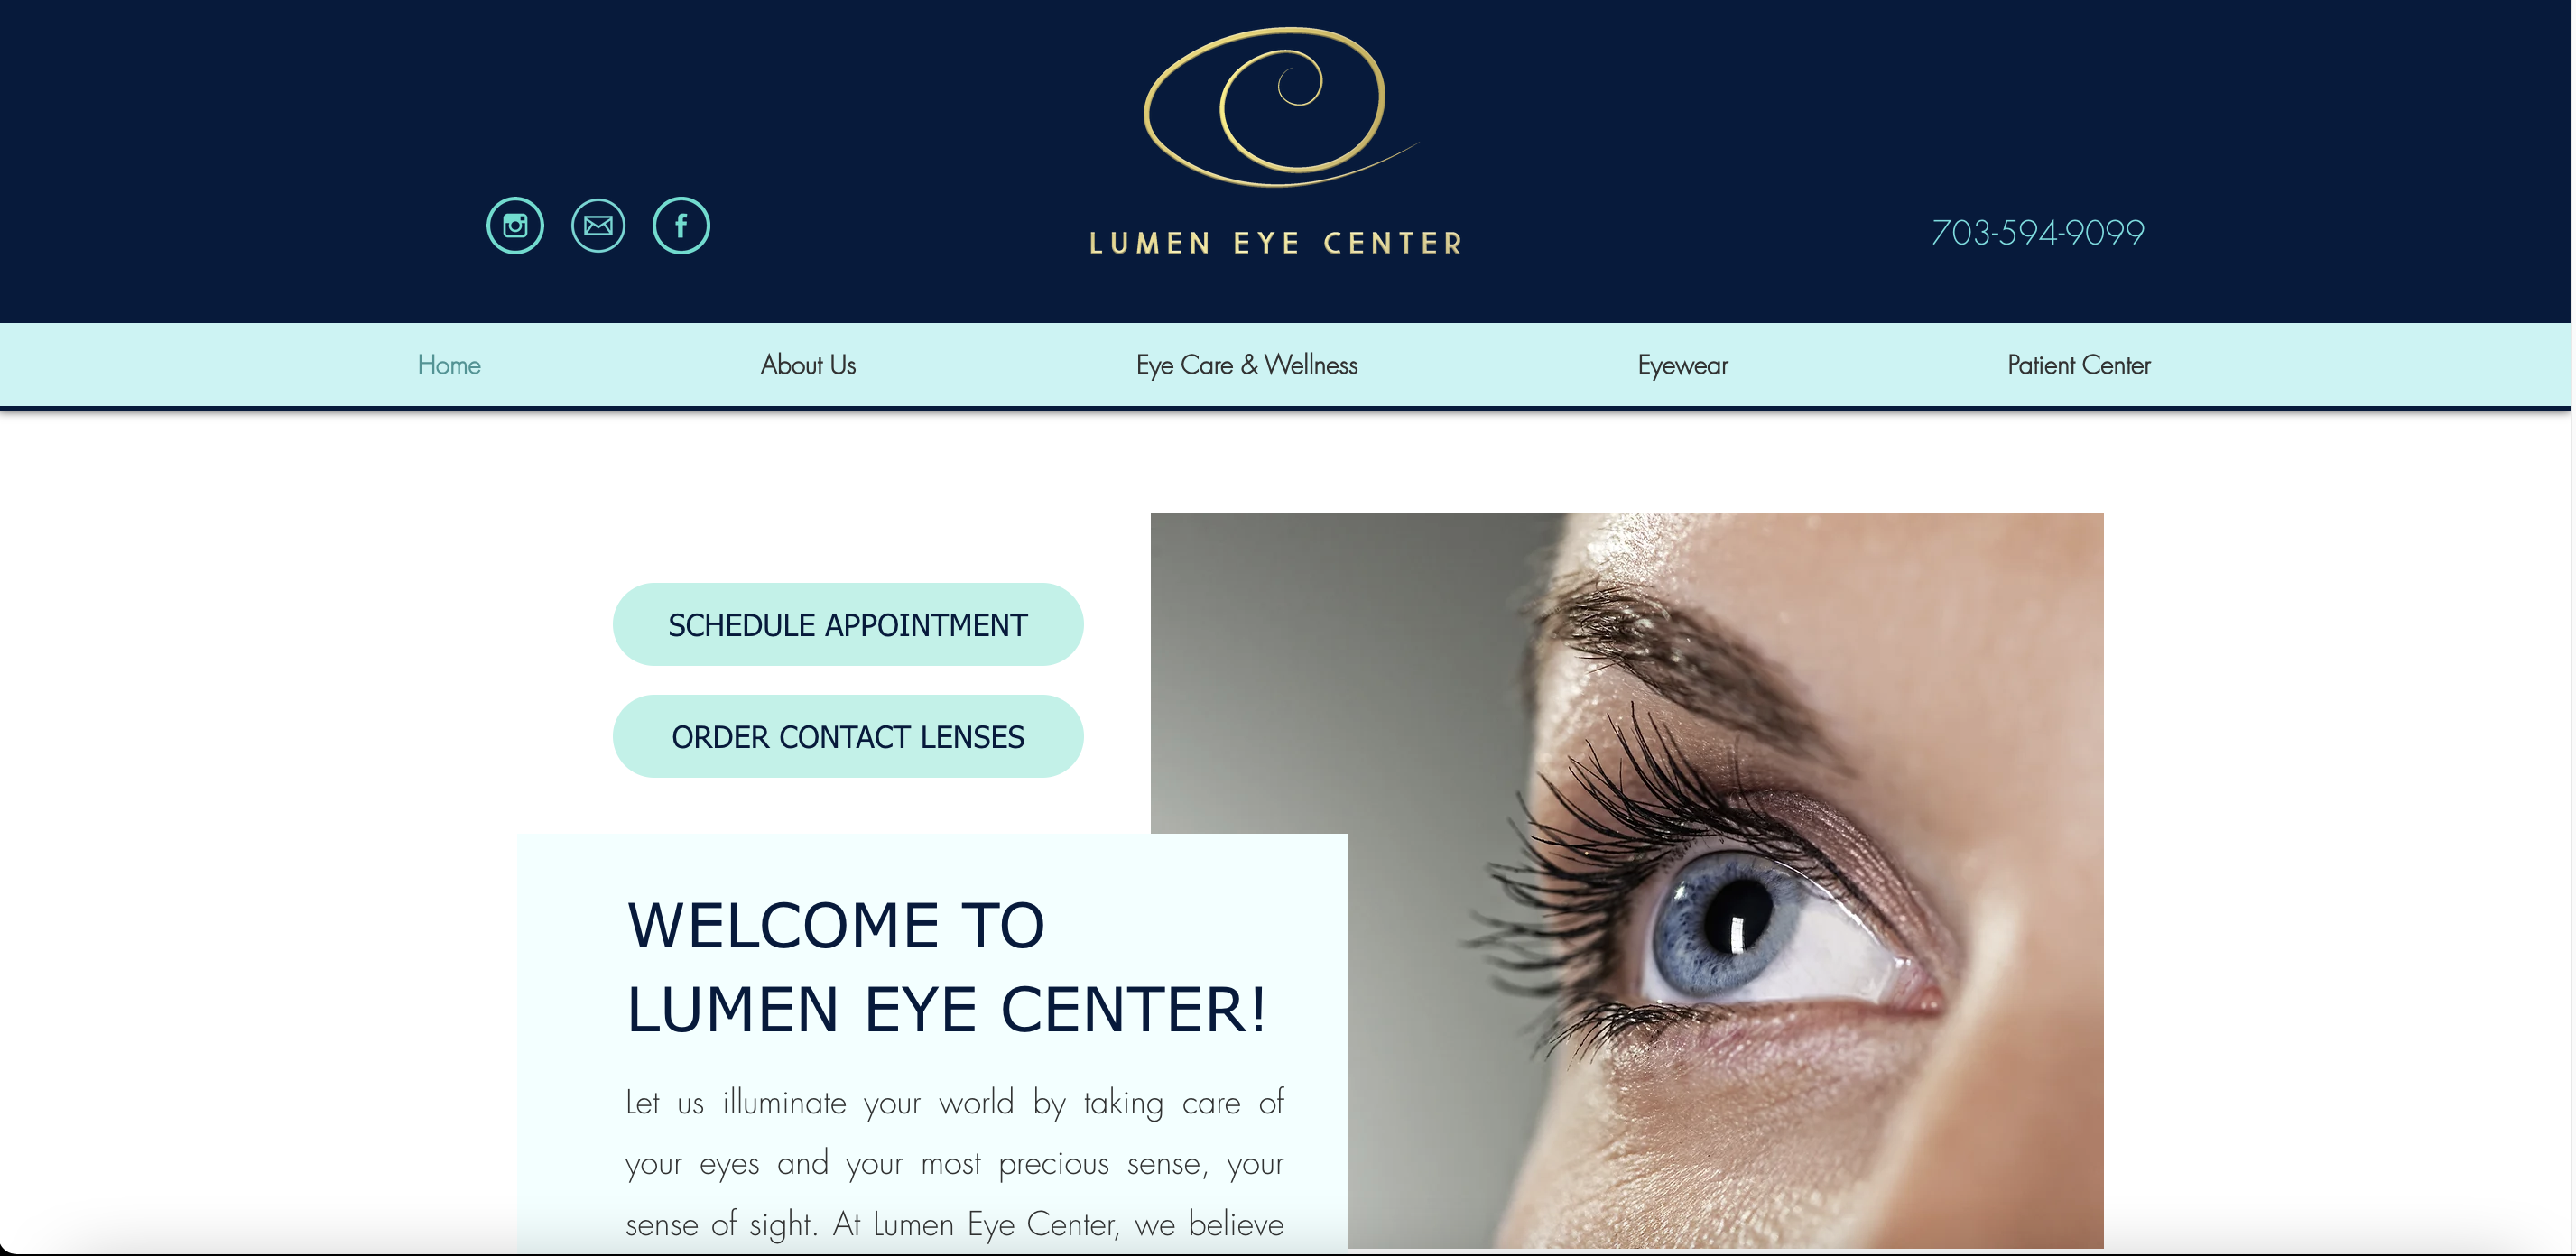 LUMEN EYE CENTER
703-594-9099
Home
About Us
Eye Care & Wellness
Eyewear
Patient Center
SCHEDULE APPOINTMENT
ORDER CONTACT LENSES
WELCOME TO
LUMEN EYE CENTER!
Let us illuminate your world by taking care of
your eyes and your most precious sense, your
sense of sight. At Lumen Eye Center, we believe